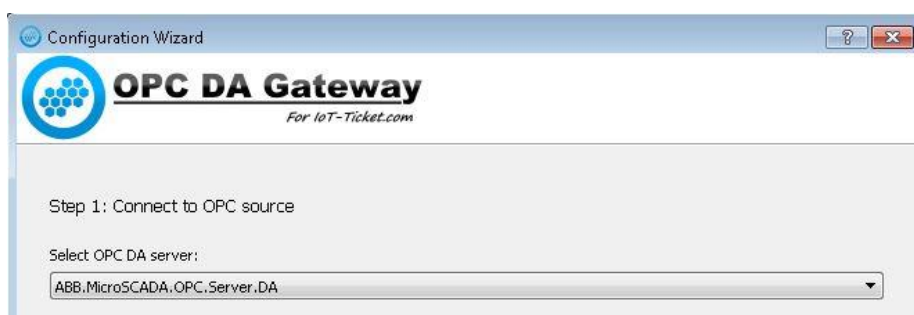 Configuration Wizard
OPC DA Gateway
For IoT-Ticket.com
Step 1: Connect to OPC source
Select OPC DA server:
ABB.MicroSCADA.OPC.Server.DA